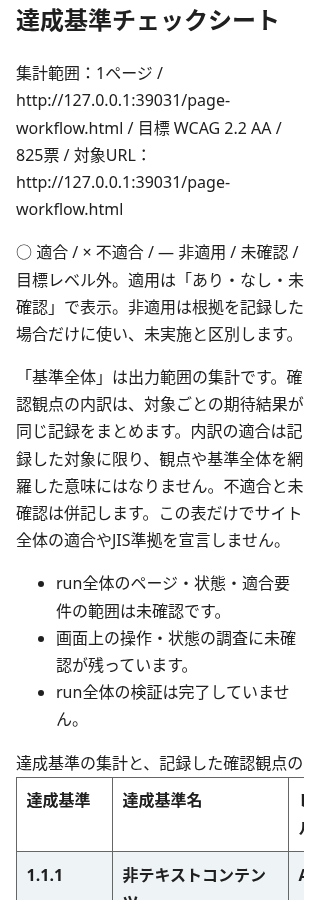 達成基準チェックシート
集計範囲：1ページ /
http://127.0.0.1:39031/page-
workflow.html / 目標 WCAG 2.2 AA /
825票 / 対象URL：
http://127.0.0.1:39031/page-
workflow.html
○ 適合 / × 不適合 / — 非適用 / 未確認 /
目標レベル外。適用は「あり・なし・未
確認」で表示。非適用は根拠を記録した
場合だけに使い、未実施と区別します。
「基準全体」は出力範囲の集計です。確
認観点の内訳は、対象ごとの期待結果が
同じ記録をまとめます。内訳の適合は記
録した対象に限り、観点や基準全体を網
羅した意味にはなりません。不適合と未
確認は併記します。この表だけでサイト
全体の適合やJIS準拠を宣言しません。
• run全体のページ・状態・適合要
件の範囲は未確認です。
• 画面上の操作・状態の調査に未確
認が残っています。
• run全体の検証は完了していませ
ん。
達成基準の集計と、記録した確認観点の
達成基準 達成基準名
1.1.1 非テキストコンテン